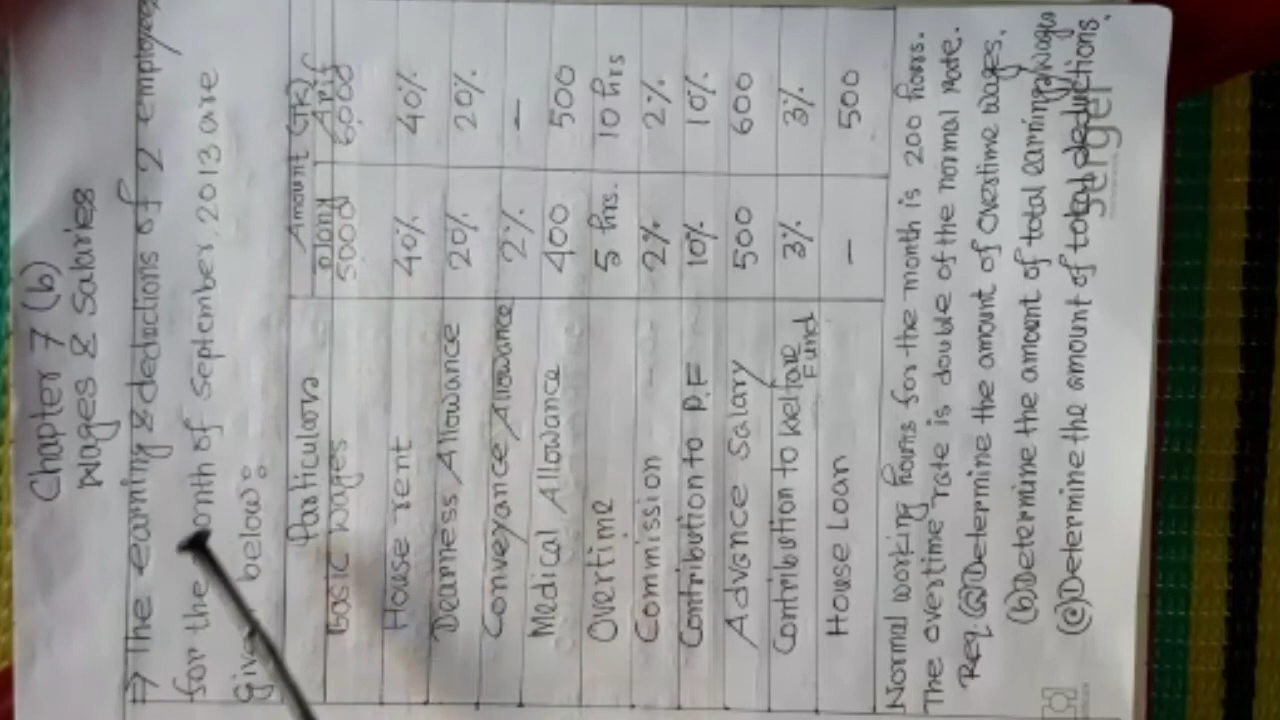 Chapter 7 (b)
Wages & Salaries
⇒ The earning & deductions of 2 employees
for the month of September, 2013 are
given below:
Particulars Amount (TK)
Polony Arif
Basic Wages 5000 6000
House rent 40% 40%
Dearness Allowance 20% 20%
Conveyance Allowance 2% —
Medical Allowance 400 500
Overtime 5 hrs. 10 hrs
Commission 2% 2%
Contribution to P.F 10% 10%
Advance Salary 500 600
Contribution to Welfare Fund 3% 3%
House Loan — 500
Normal working hours for the month is 200 hours.
The overtime rate is double of the normal rate.
Req. (a) Determine the amount of overtime wages.
(b) Determine the amount of total earning Wages
(c) Determine the amount of total deductions.
sergel